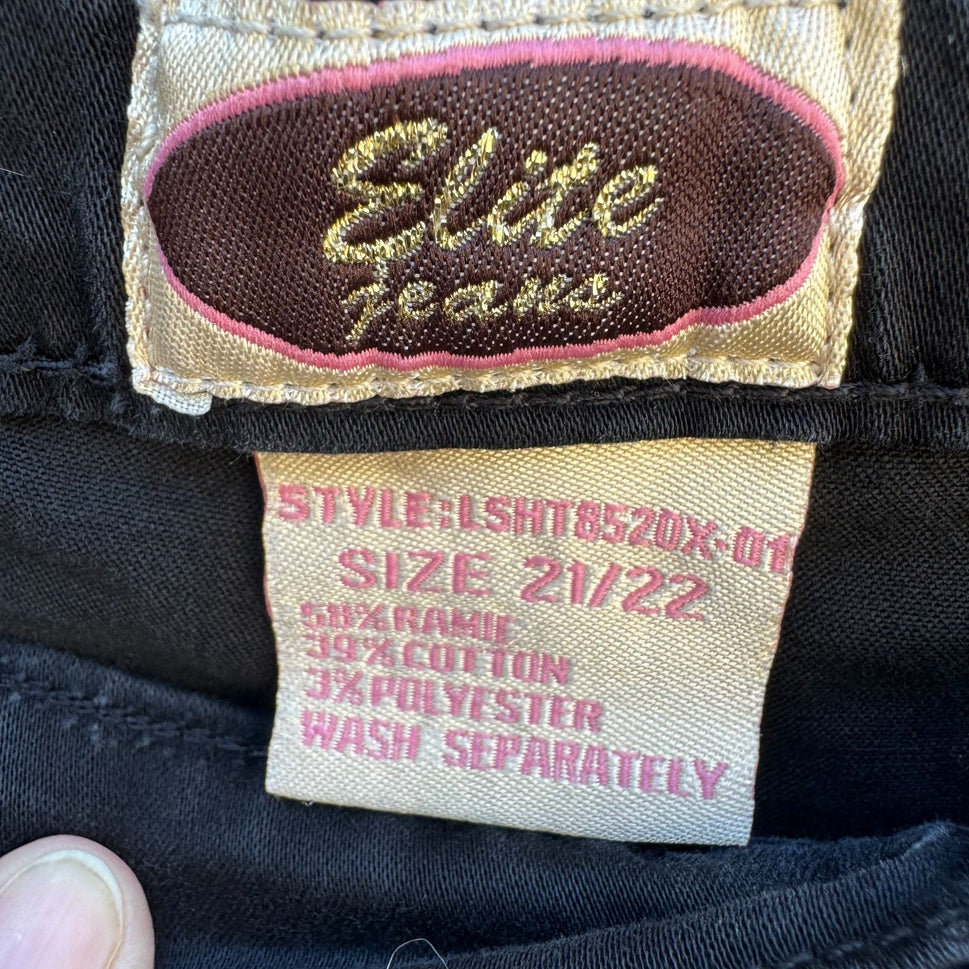 Elite
jeans
STYLE:LSHT8520X-01
SIZE 21/22
58% RAMIE
39% COTTON
3% POLYESTER
WASH SEPARATELY